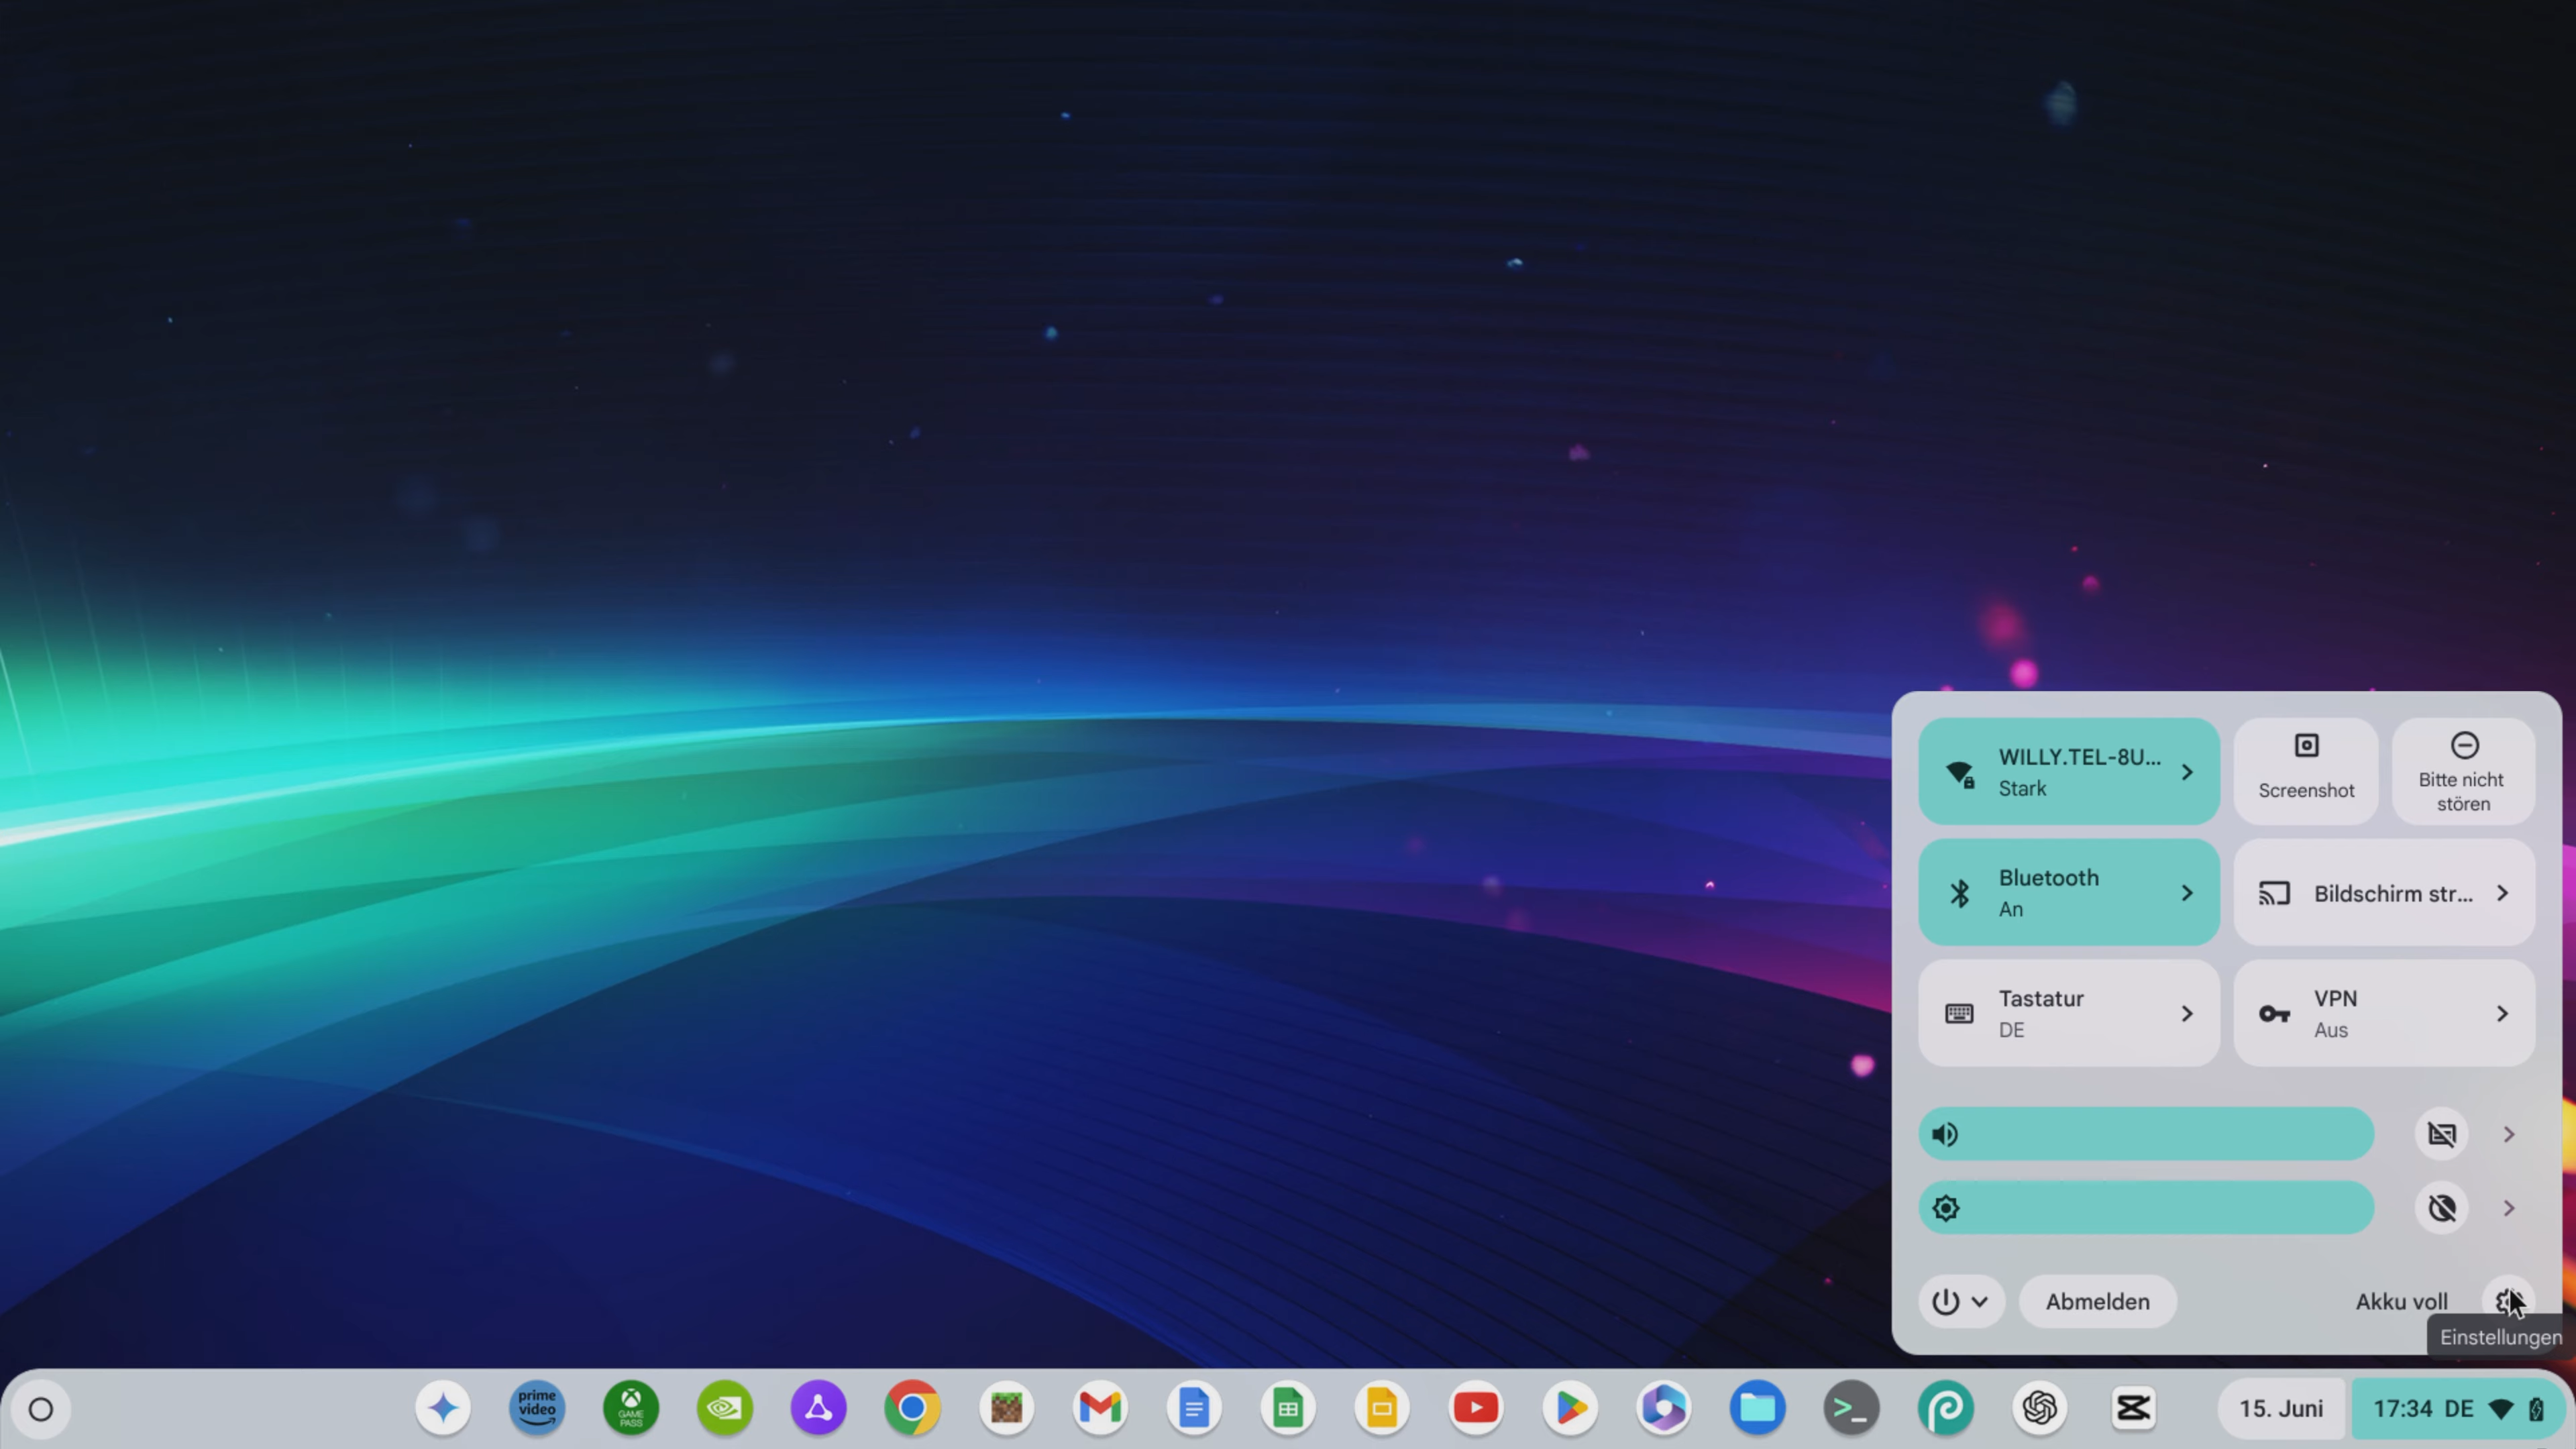 WILLY.TEL-8U...
Stark
Screenshot
Bitte nicht
stören
Bluetooth
An
Bildschirm str...
Tastatur
DE
VPN
Aus
Abmelden
Akku voll
Einstellungen
prime
video
GAME
PASS
>_
15. Juni
17:34 DE